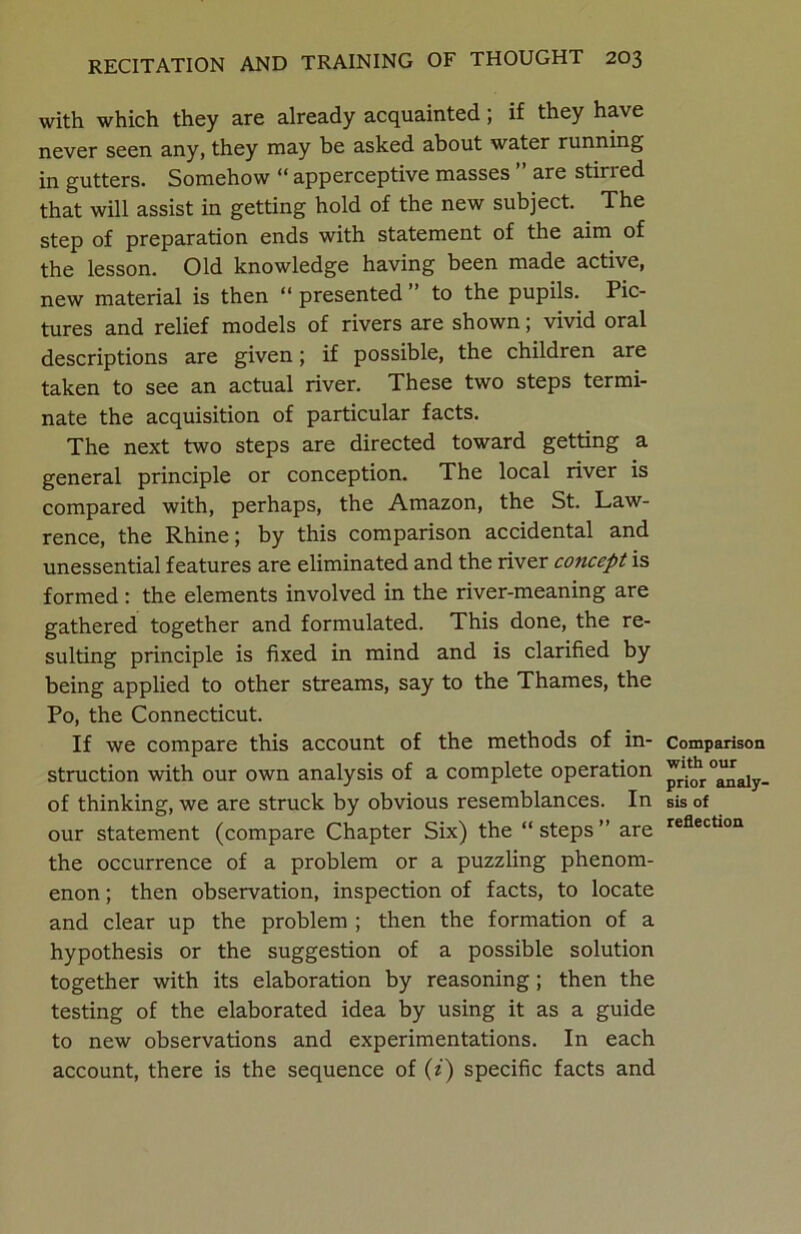 RECITATION AND TRAINING OF THOUGHT 203
with which they are already acquainted; if they have
never seen any, they may be asked about water running
in gutters. Somehow “apperceptive masses” are stirred
that will assist in getting hold of the new subject. The
step of preparation ends with statement of the aim of
the lesson. Old knowledge having been made active,
new material is then “presented” to the pupils. Pic-
tures and relief models of rivers are shown; vivid oral
descriptions are given; if possible, the children are
taken to see an actual river. These two steps termi-
nate the acquisition of particular facts.
The next two steps are directed toward getting a
general principle or conception. The local river is
compared with, perhaps, the Amazon, the St. Law-
rence, the Rhine; by this comparison accidental and
unessential features are eliminated and the river concept is
formed: the elements involved in the river-meaning are
gathered together and formulated. This done, the re-
sulting principle is fixed in mind and is clarified by
being applied to other streams, say to the Thames, the
Po, the Connecticut.
If we compare this account of the methods of in-
struction with our own analysis of a complete operation
of thinking, we are struck by obvious resemblances. In
our statement (compare Chapter Six) the “steps” are
the occurrence of a problem or a puzzling phenom-
enon; then observation, inspection of facts, to locate
and clear up the problem; then the formation of a
hypothesis or the suggestion of a possible solution
together with its elaboration by reasoning; then the
testing of the elaborated idea by using it as a guide
to new observations and experimentations. In each
account, there is the sequence of (i) specific facts and
Comparison
with our
prior analy-
sis of
reflection